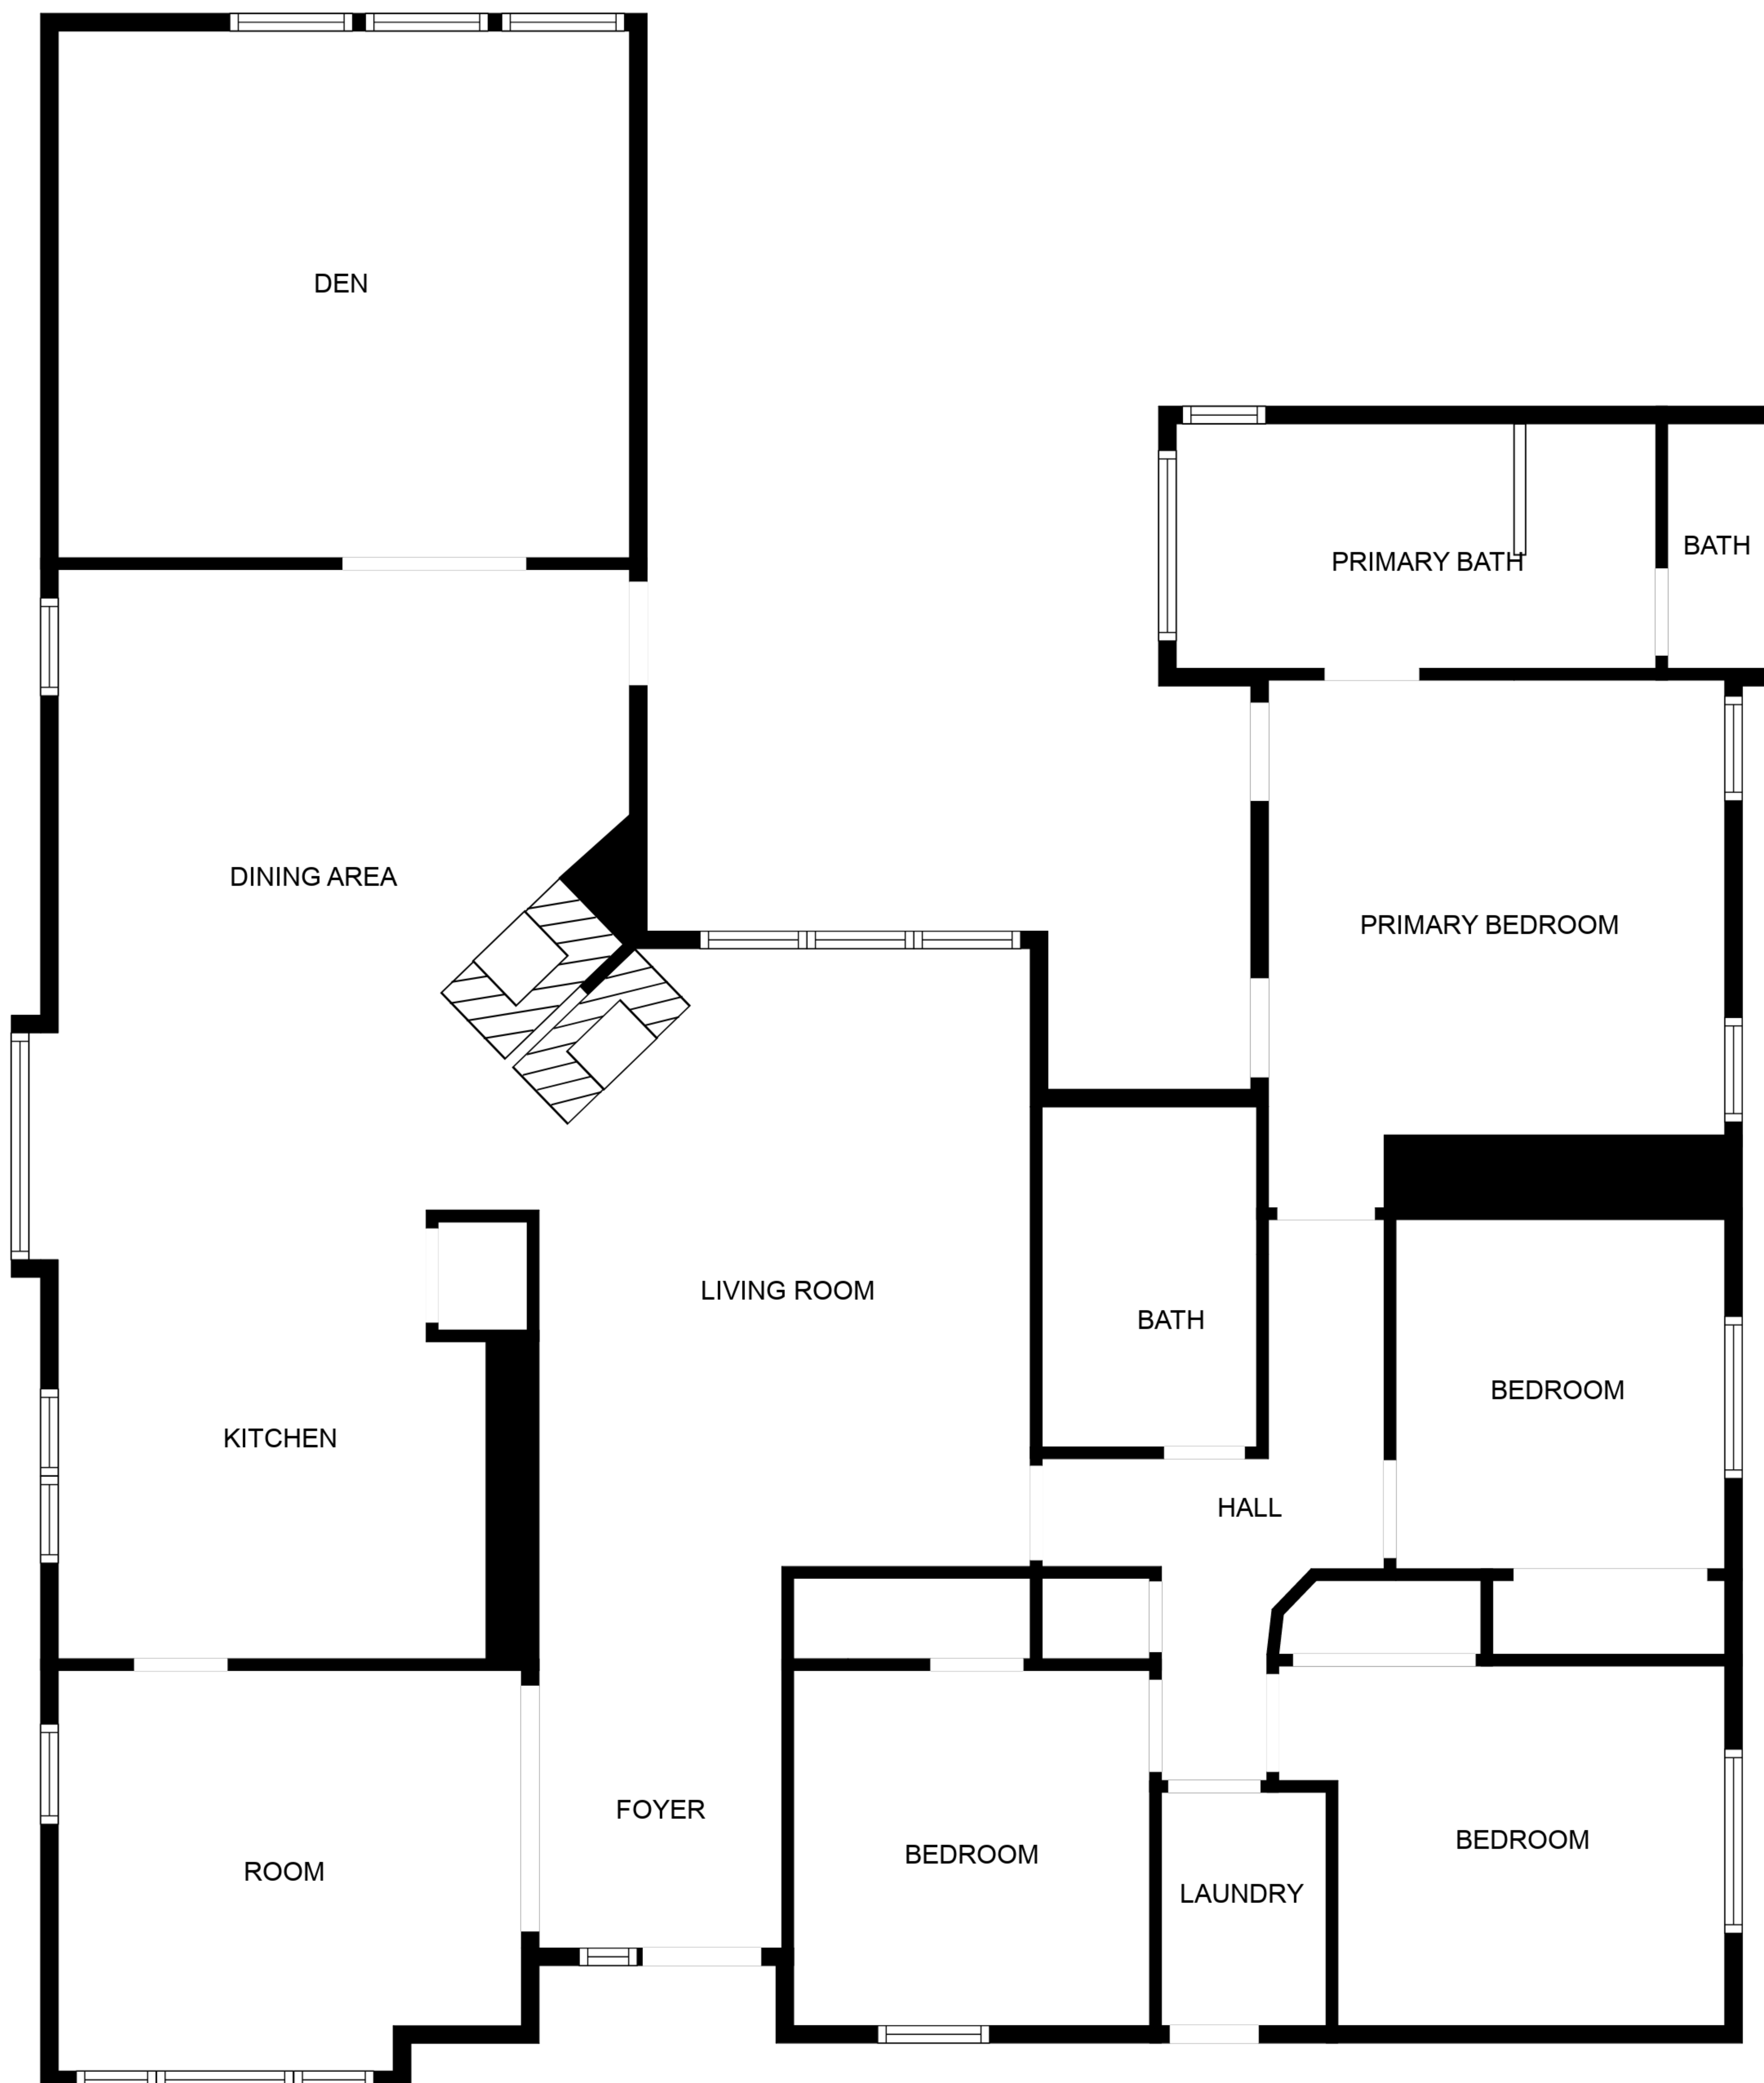 DEN
BATH
PRIMARY BATH
DINING AREA
PRIMARY BEDROOM
LIVING ROOM
BATH
BEDROOM
KITCHEN
HALL
FOYER
BEDROOM
BEDROOM
ROOM
LAUNDRY